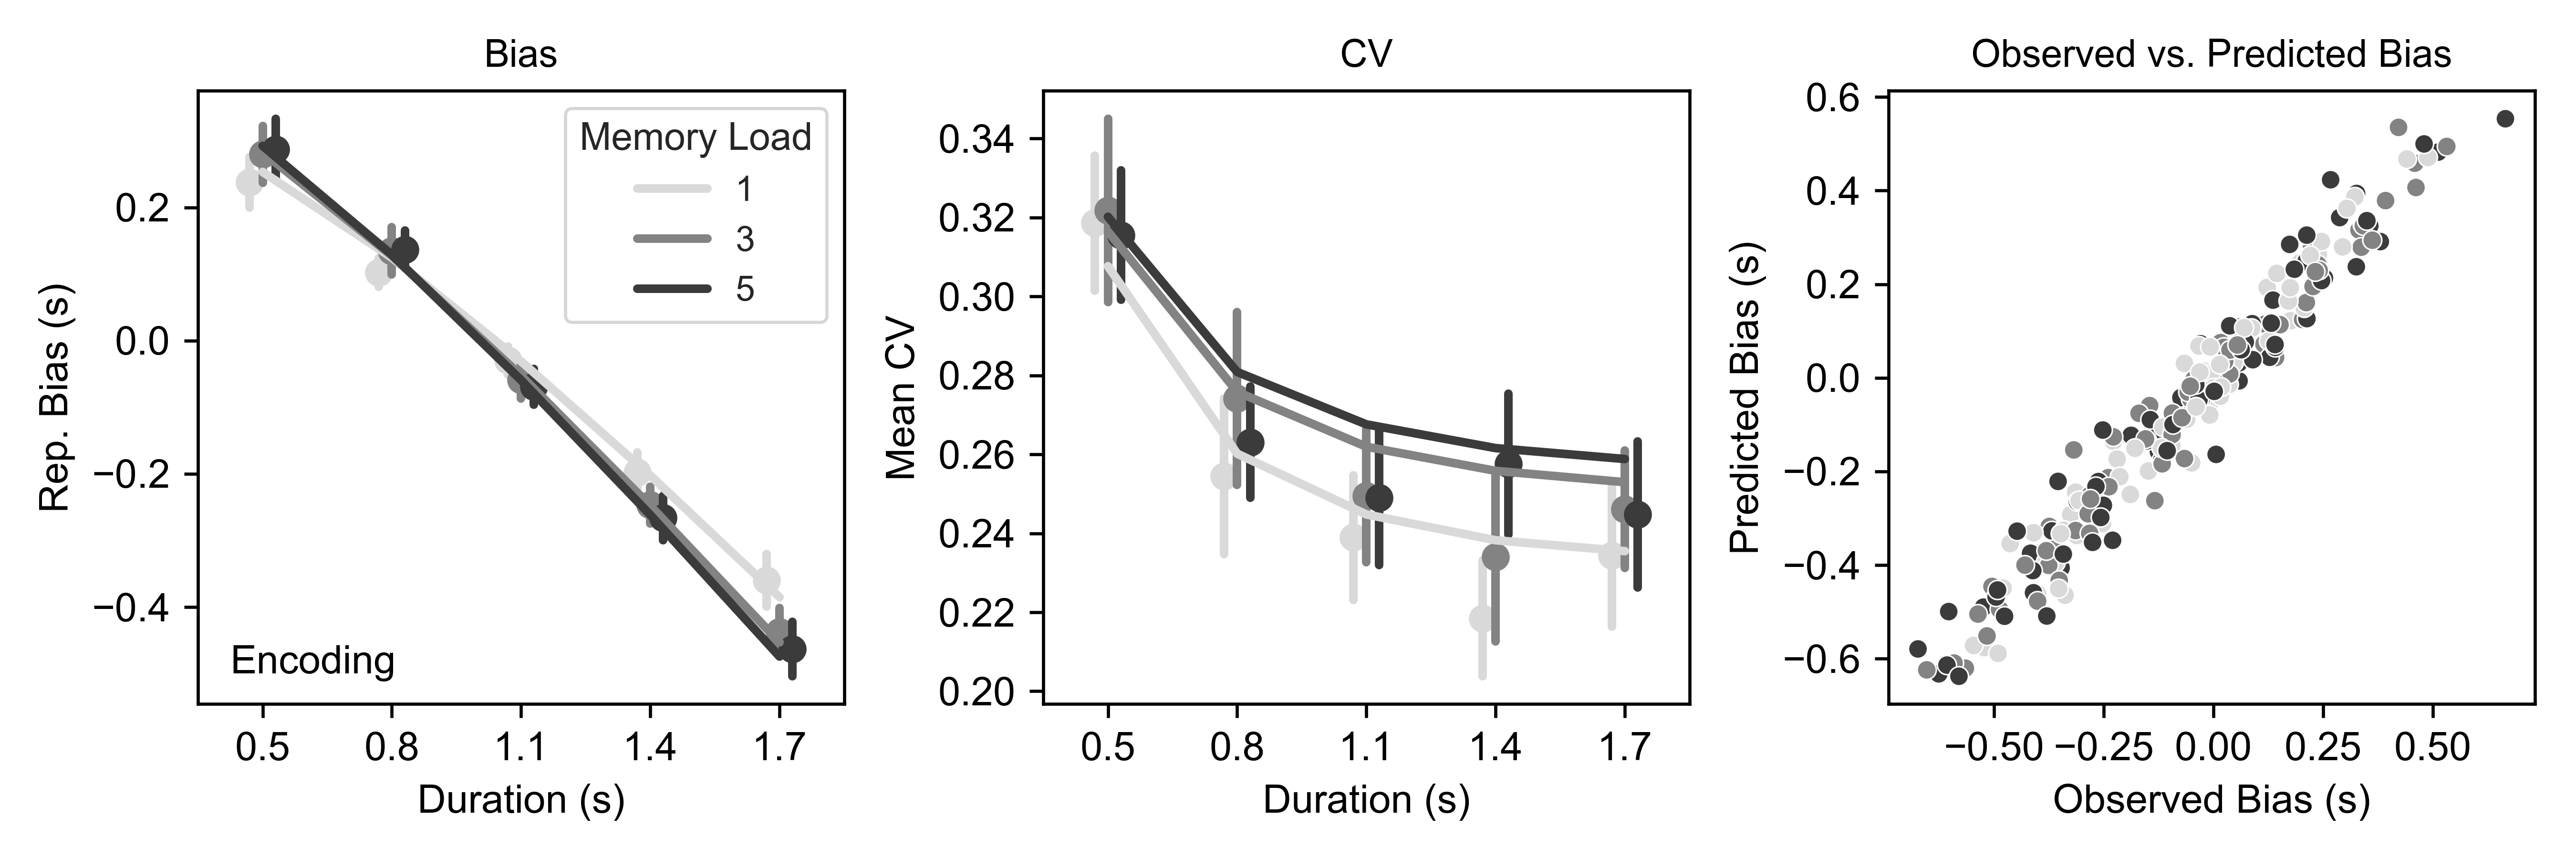 Bias
Rep. Bias (s)
0.2
0.0
−0.2
−0.4
Memory Load
1
3
5
Encoding
0.5 0.8 1.1 1.4 1.7
Duration (s)
CV
Mean CV
0.34
0.32
0.30
0.28
0.26
0.24
0.22
0.20
0.5 0.8 1.1 1.4 1.7
Duration (s)
Observed vs. Predicted Bias
Predicted Bias (s)
0.6
0.4
0.2
0.0
−0.2
−0.4
−0.6
−0.50 −0.25 0.00 0.25 0.50
Observed Bias (s)